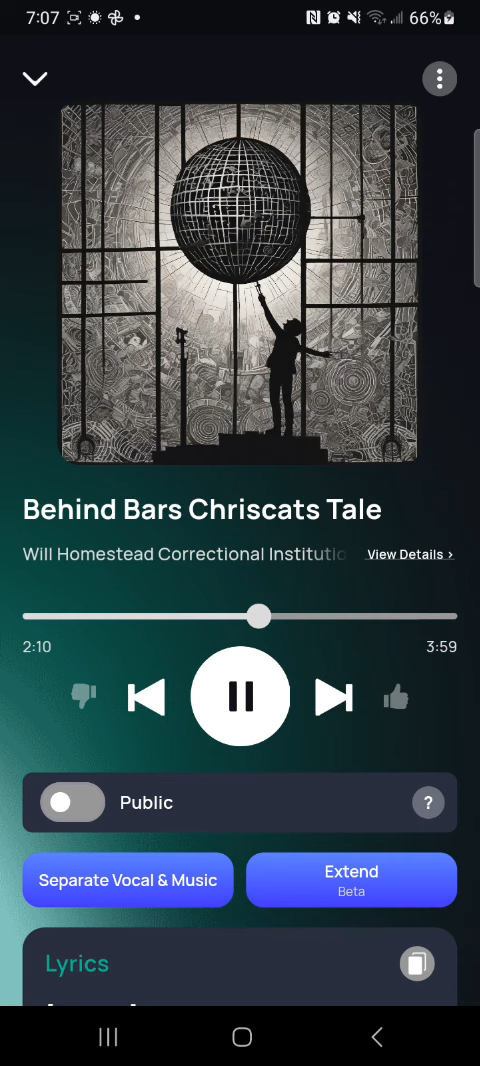 7:07
66%
Behind Bars Chriscats Tale
Will Homestead Correctional Institutio
View Details >
2:10
3:59
Public
?
Separate Vocal & Music
Extend
Beta
Lyrics